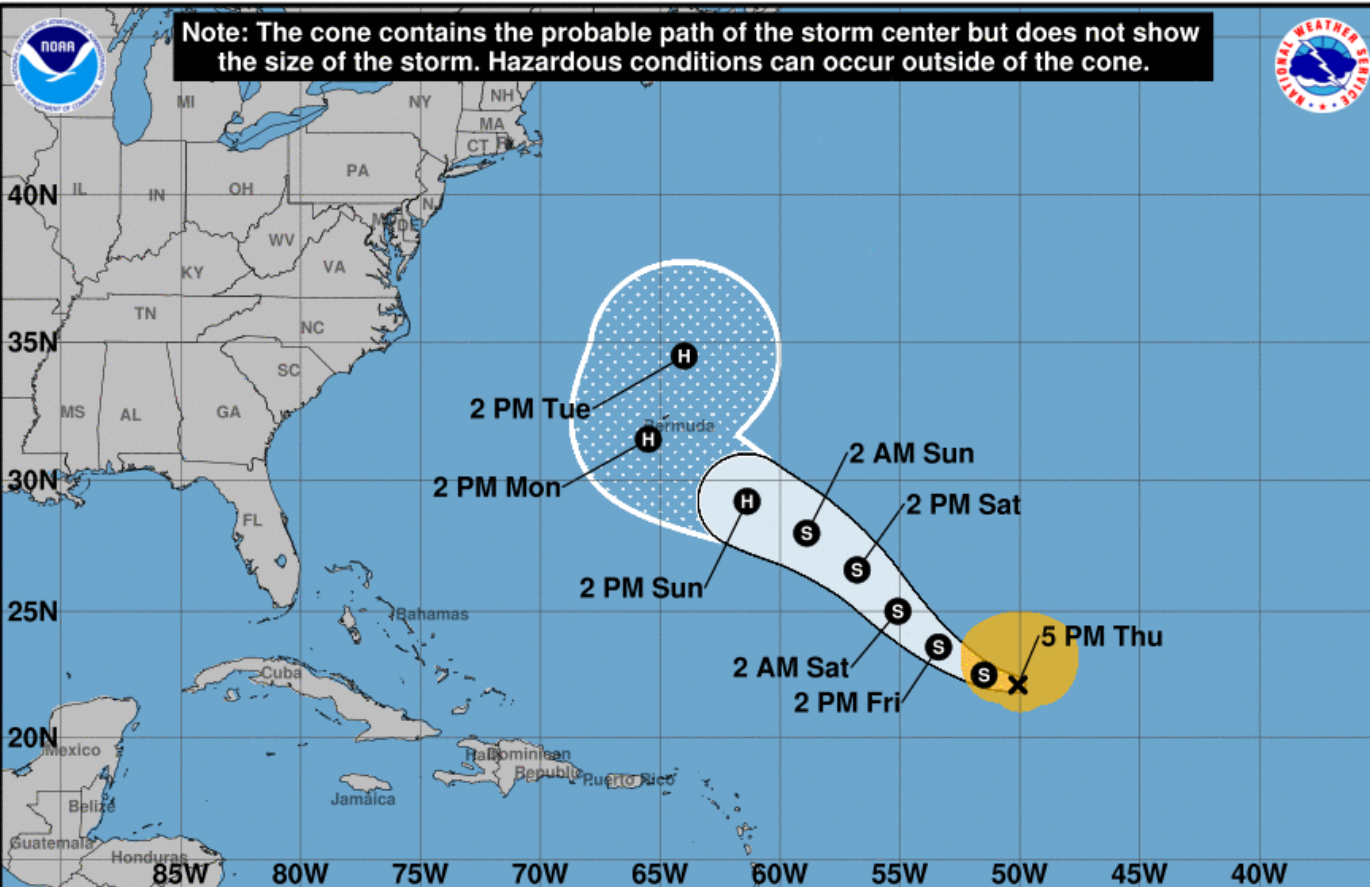 Note: The cone contains the probable path of the storm center but does not show
the size of the storm. Hazardous conditions can occur outside of the cone.
NOAA
NATIONAL WEATHER SERVICE
MI
NY
NH
MA
CT
RI
PA
40N
IL
IN
OH
NJ
MD
DE
WV
VA
KY
TN
NC
35N
SC
MS
AL
GA
2 PM Tue
Bermuda
2 AM Sun
30N
2 PM Mon
2 PM Sat
FL
2 PM Sun
25N
Bahamas
5 PM Thu
2 AM Sat
Cuba
2 PM Fri
20N
Mexico
Haiti
Dominican
Republic
Puerto Rico
Jamaica
Belize
Guatemala
Honduras
85W
80W
75W
70W
65W
60W
55W
50W
45W
40W
H
H
H
S
S
S
S
S